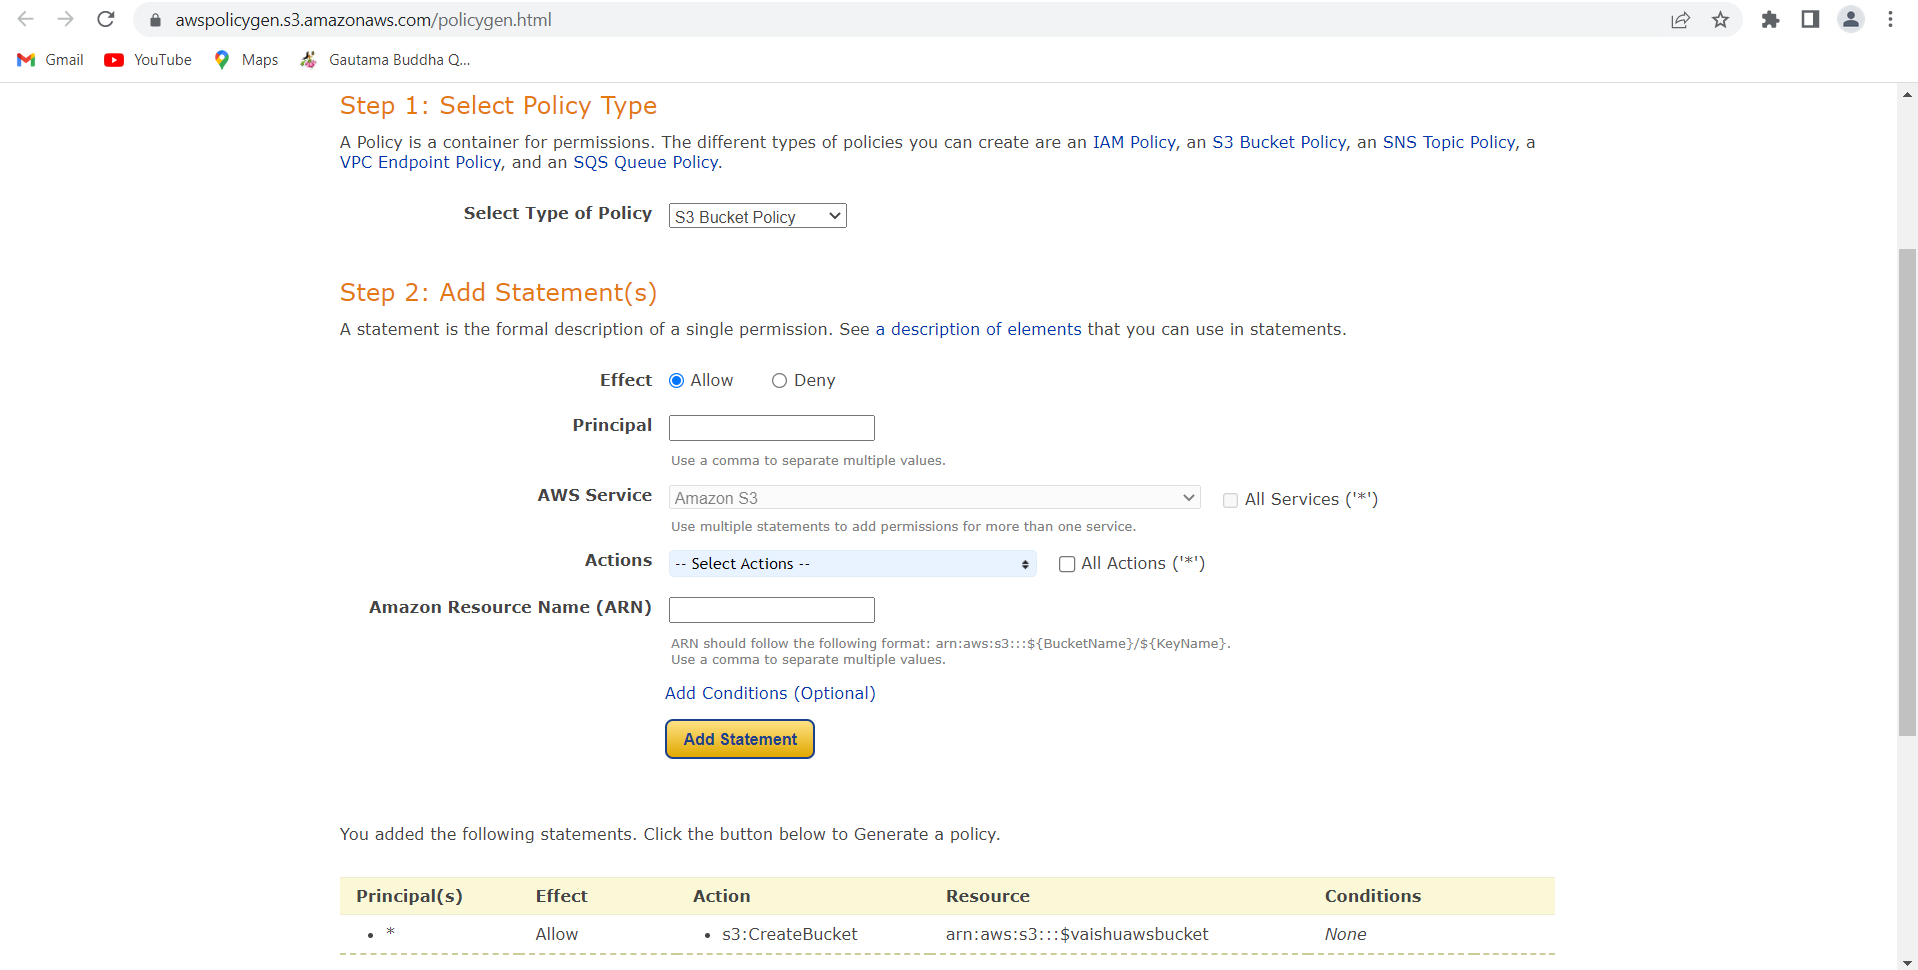 awspolicygen.s3.amazonaws.com/policygen.html
Gmail YouTube Maps Gautama Buddha Q...
Step 1: Select Policy Type
A Policy is a container for permissions. The different types of policies you can create are an IAM Policy, an S3 Bucket Policy, an SNS Topic Policy, a
VPC Endpoint Policy, and an SQS Queue Policy.
Select Type of Policy S3 Bucket Policy
Step 2: Add Statement(s)
A statement is the formal description of a single permission. See a description of elements that you can use in statements.
Effect Allow Deny
Principal
Use a comma to separate multiple values.
AWS Service Amazon S3 All Services ('*')
Use multiple statements to add permissions for more than one service.
Actions -- Select Actions -- All Actions ('*')
Amazon Resource Name (ARN)
ARN should follow the following format: arn:aws:s3:::${BucketName}/${KeyName}.
Use a comma to separate multiple values.
Add Conditions (Optional)
Add Statement
You added the following statements. Click the button below to Generate a policy.
Principal(s) Effect Action Resource Conditions
• * Allow • s3:CreateBucket arn:aws:s3:::$vaishuawsbucket None